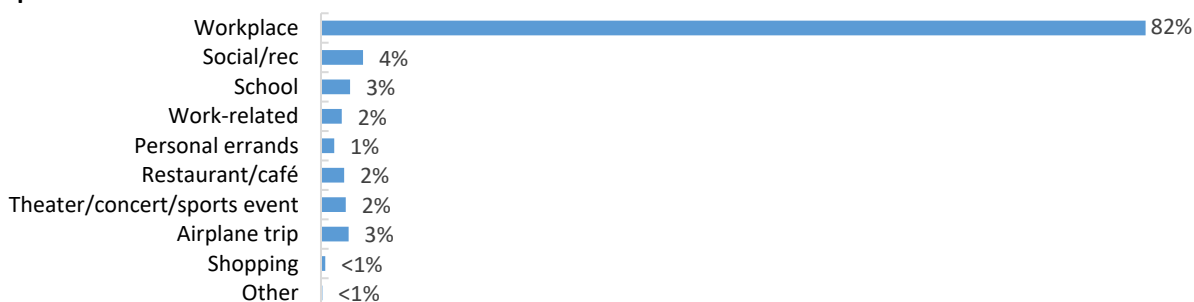 Workplace 82%
Social/rec 4%
School 3%
Work-related 2%
Personal errands 1%
Restaurant/café 2%
Theater/concert/sports event 2%
Airplane trip 3%
Shopping <1%
Other <1%